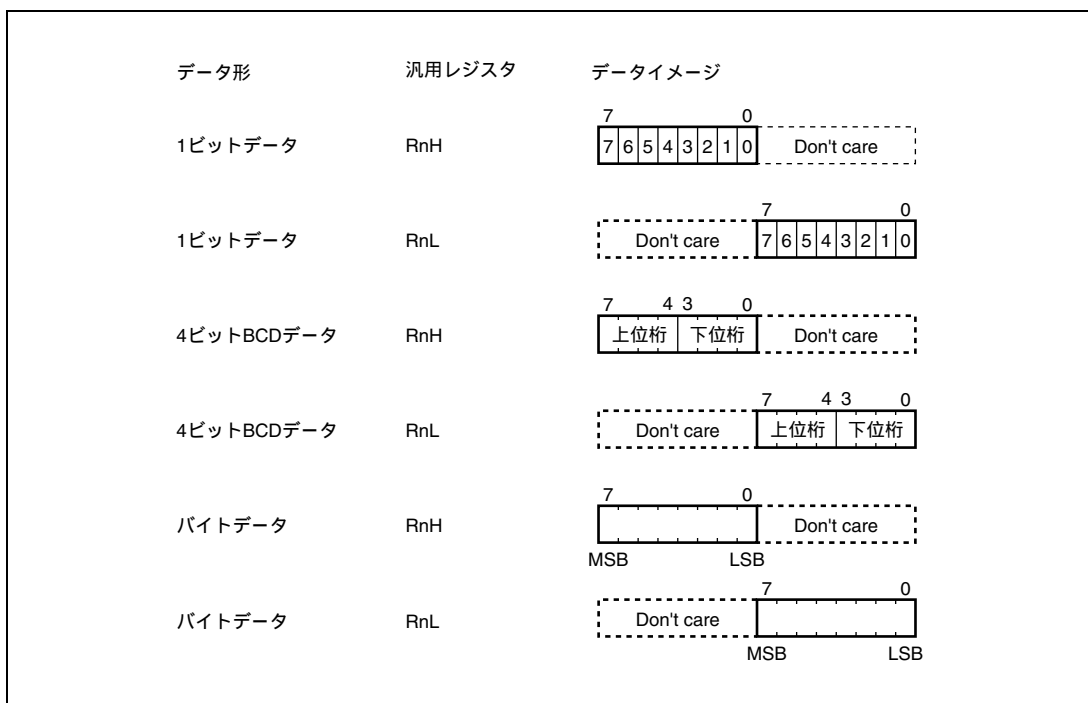 データ形 汎用レジスタ データイメージ
7 0
1ビットデータ RnH 7 6 5 4 3 2 1 0 Don't care
7 0
1ビットデータ RnL Don't care 7 6 5 4 3 2 1 0
7 4 3 0
4ビットBCDデータ RnH 上位桁 下位桁 Don't care
7 4 3 0
4ビットBCDデータ RnL Don't care 上位桁 下位桁
7 0
バイトデータ RnH Don't care
MSB LSB
7 0
バイトデータ RnL Don't care
MSB LSB